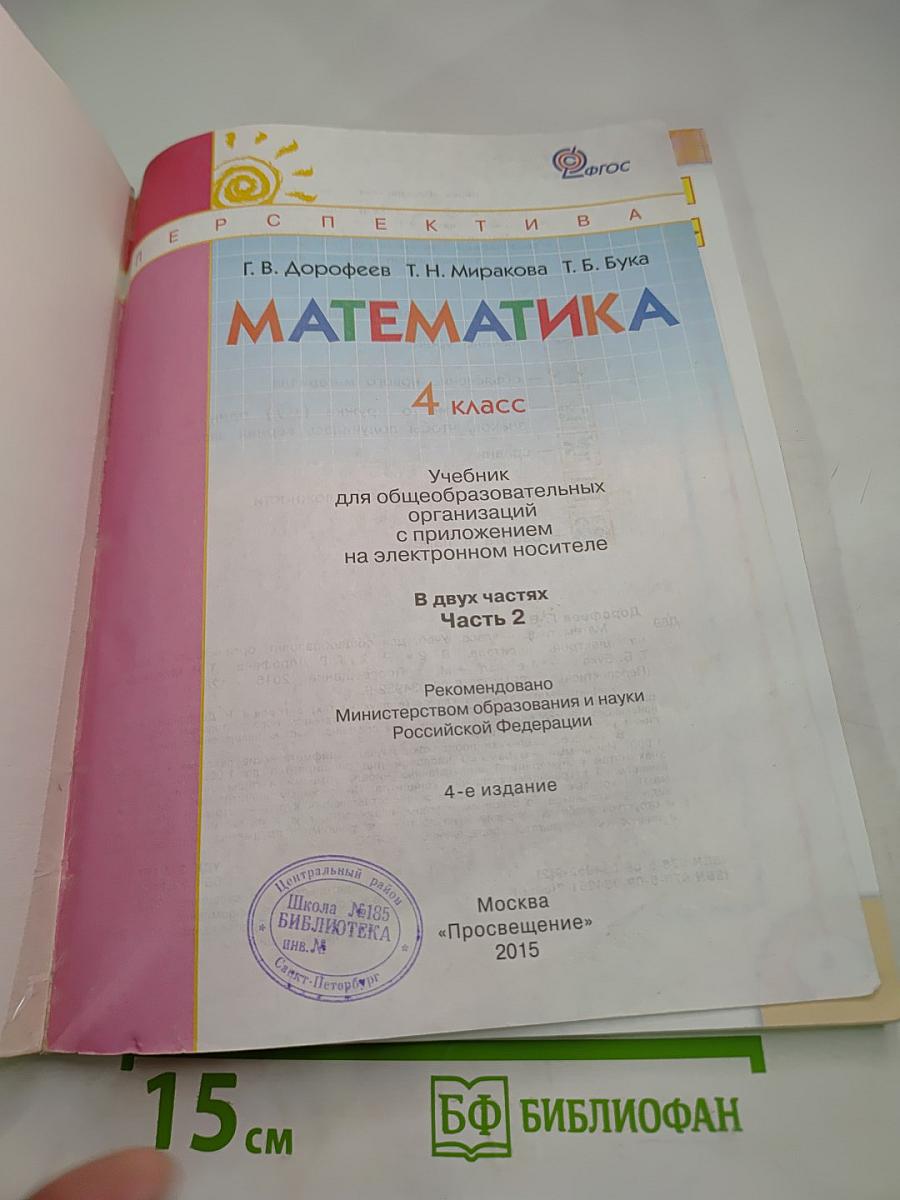 ФГОС
ПЕРСПЕКТИВА
Г. В. Дорофеев Т. Н. Миракова Т. Б. Бука
МАТЕМАТИКА
4 класс
Учебник
для общеобразовательных
организаций
с приложением
на электронном носителе
В двух частях
Часть 2
Рекомендовано
Министерством образования и науки
Российской Федерации
4-е издание
Центральный район
Школа №185
БИБЛИОТЕКА
инв.№
Санкт-Петербург
Москва
«Просвещение»
2015
15 см
БФ БИБЛИОФАН